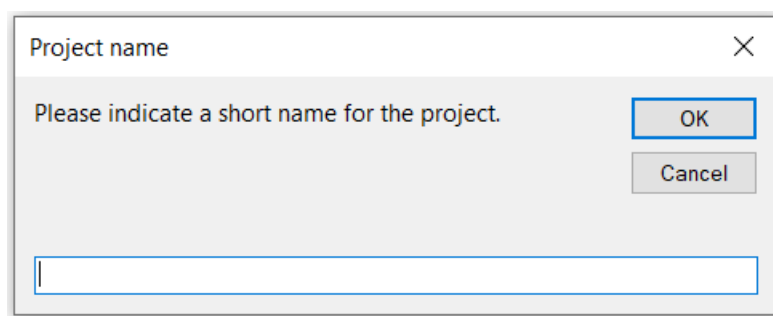 Project name
Please indicate a short name for the project.
OK
Cancel